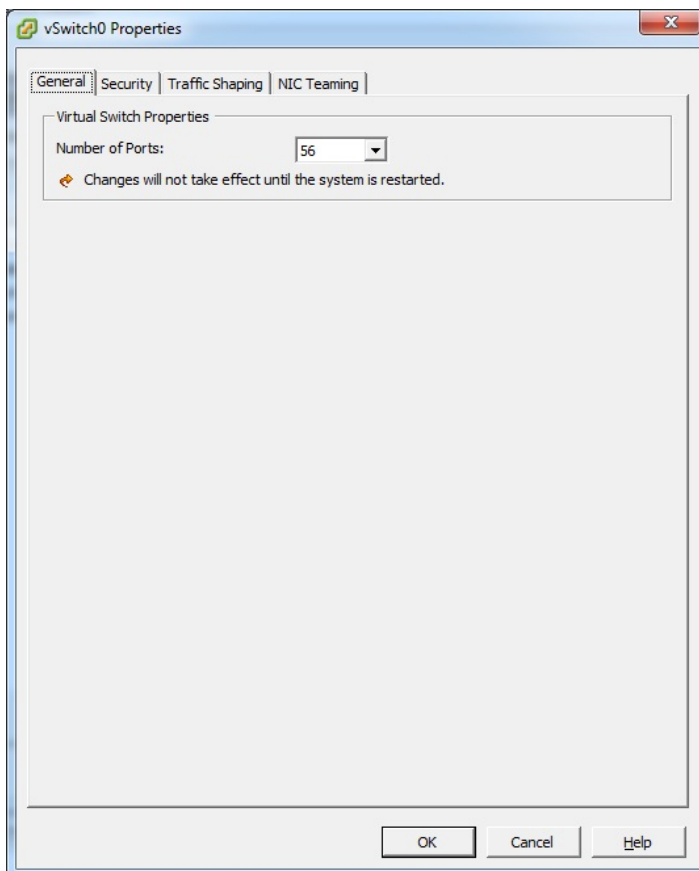 vSwitch0 Properties
General Security Traffic Shaping NIC Teaming
Virtual Switch Properties
Number of Ports: 56
Changes will not take effect until the system is restarted.
OK Cancel Help